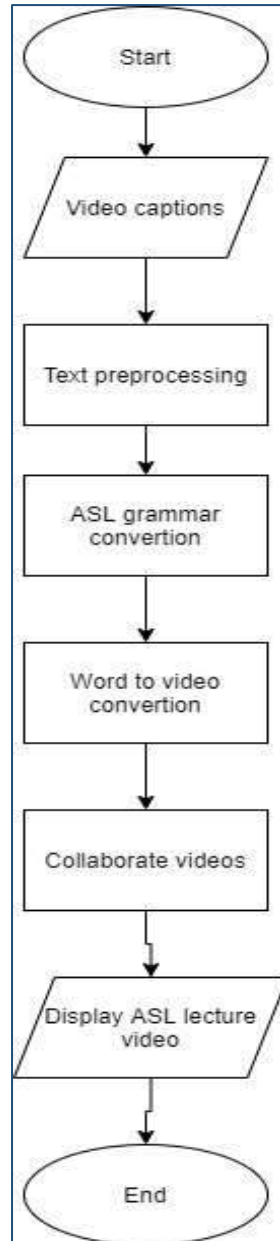 Start
Video captions
Text preprocessing
ASL grammar
convertion
Word to video
convertion
Collaborate videos
Display ASL lecture
video
End